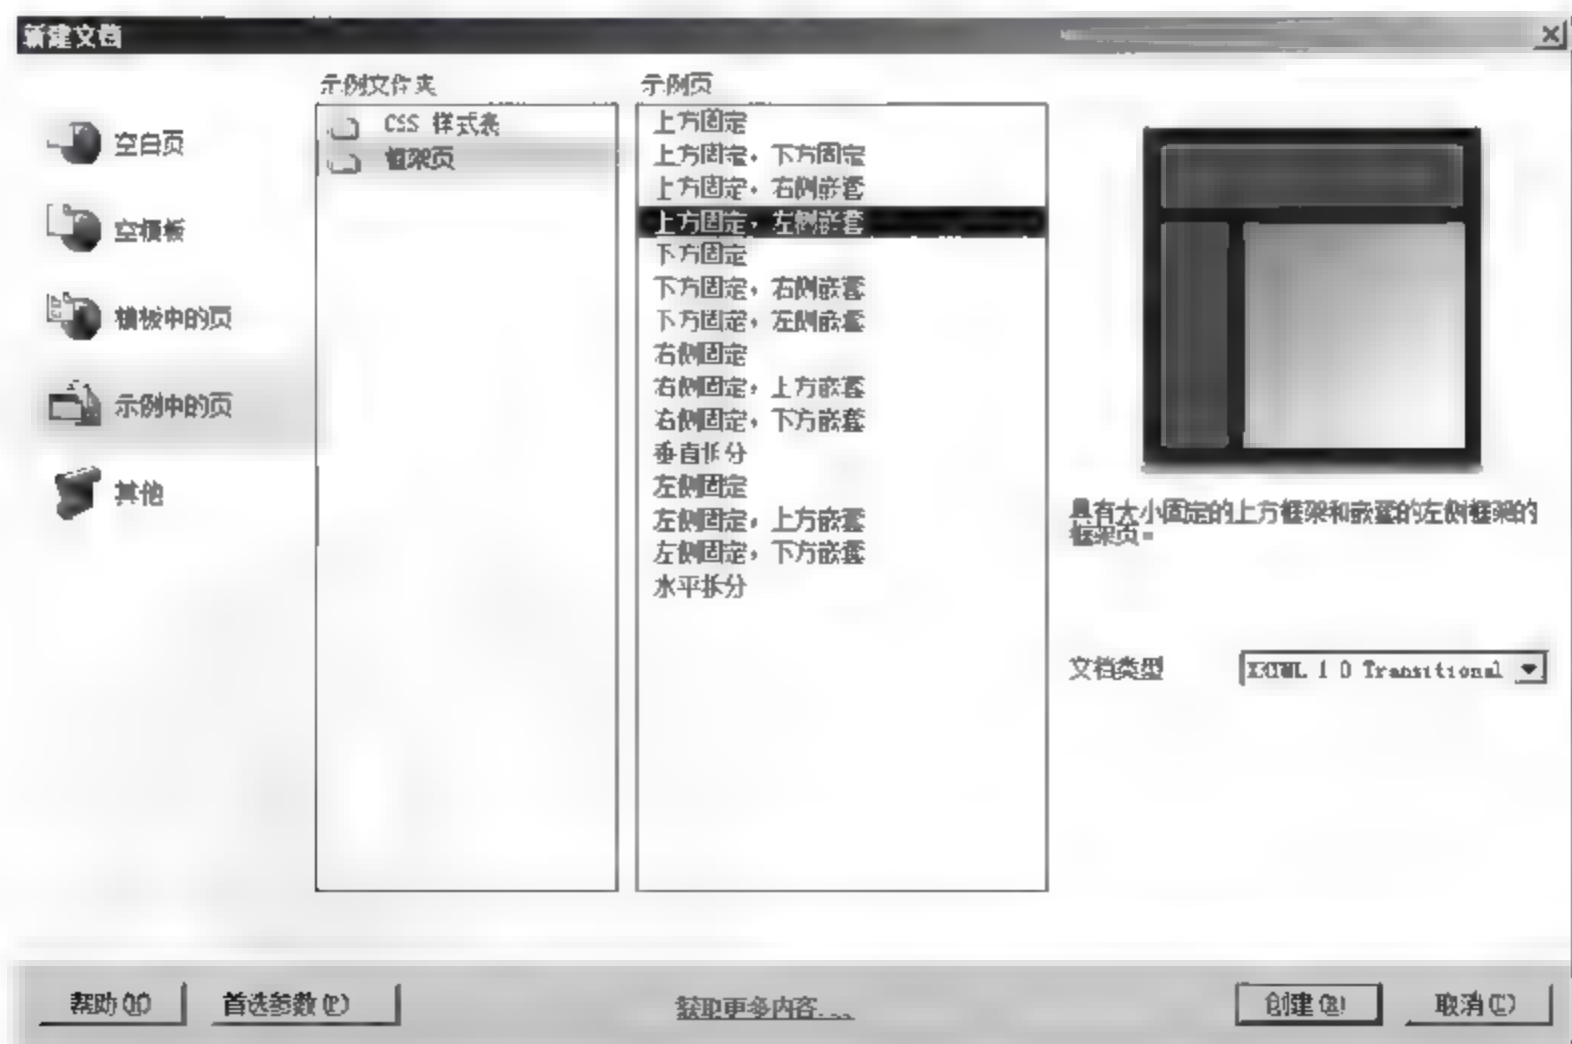 新建文档
空白页
空模板
模板中的页
示例中的页
其他
示例文件夹
CSS 样式表
框架页
示例页
上方固定
上方固定，下方固定
上方固定，右侧嵌套
上方固定，左侧嵌套
下方固定
下方固定，右侧嵌套
下方固定，左侧嵌套
右侧固定
右侧固定，上方嵌套
右侧固定，下方嵌套
垂直拆分
左侧固定
左侧固定，上方嵌套
左侧固定，下方嵌套
水平拆分
具有大小固定的上方框架和嵌套的左侧框架的
框架页。
文档类型
XHTML 1.0 Transitional
帮助(H)
首选参数(P)
获取更多内容...
创建(R)
取消(C)